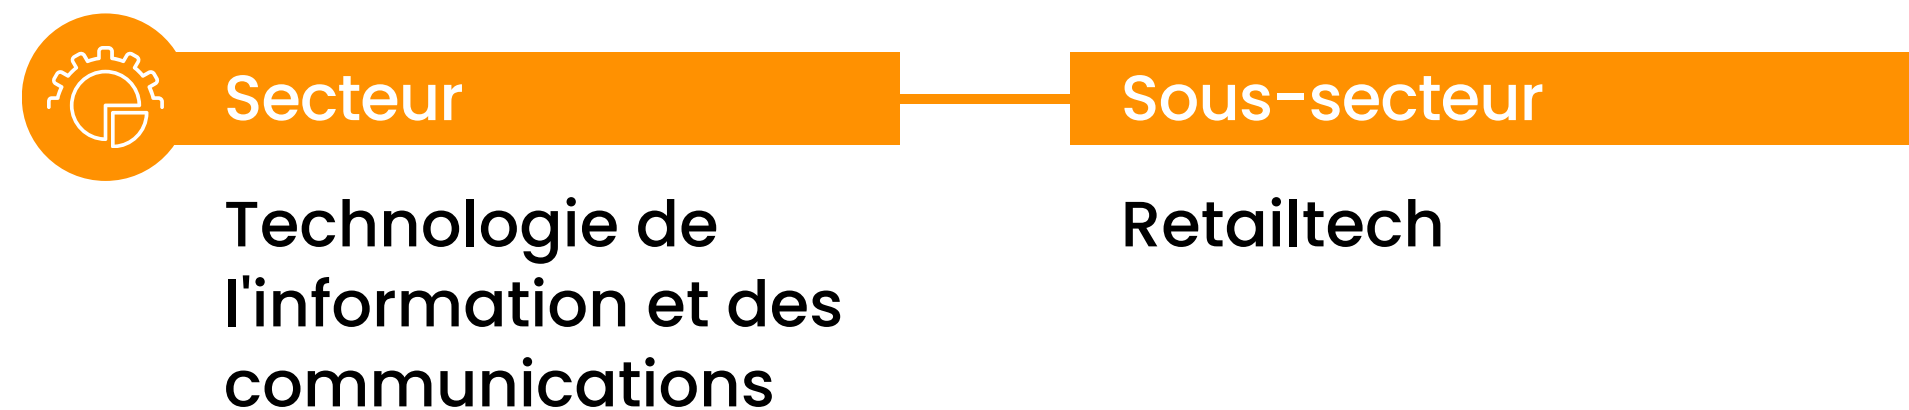 Secteur
Sous-secteur
Technologie de
l'information et des
communications
Retailtech